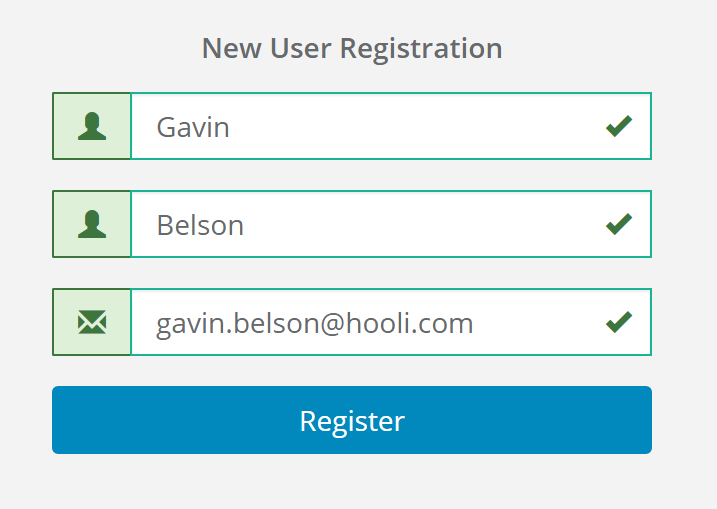 New User Registration
Gavin
Belson
gavin.belson@hooli.com
Register